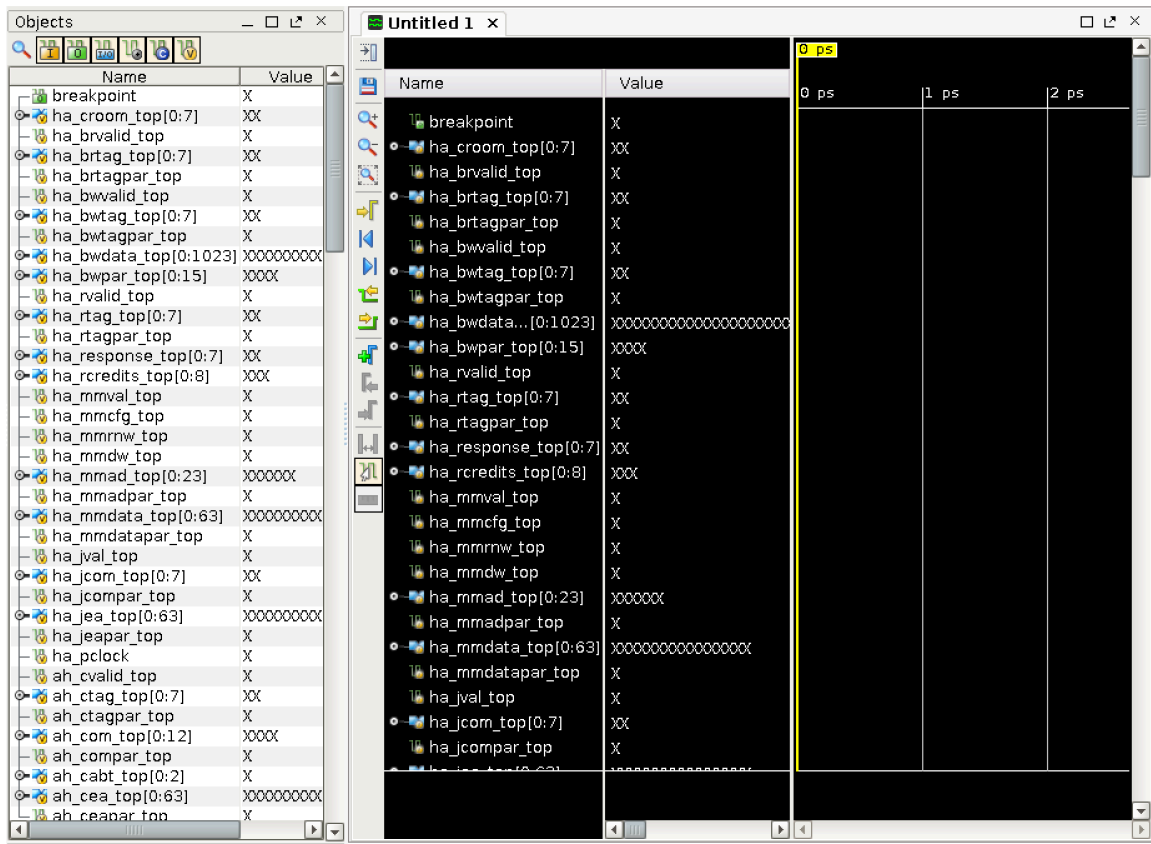 Objects
Name Value
breakpoint X
ha_croom_top[0:7] XX
ha_brvalid_top X
ha_brtag_top[0:7] XX
ha_brtagpar_top X
ha_bwvalid_top X
ha_bwtag_top[0:7] XX
ha_bwtagpar_top X
ha_bwdata_top[0:1023] XXXXXXXXX
ha_bwpar_top[0:15] XXXX
ha_rvalid_top X
ha_rtag_top[0:7] XX
ha_rtagpar_top X
ha_response_top[0:7] XX
ha_rcredits_top[0:8] XXX
ha_mmval_top X
ha_mmcfg_top X
ha_mmrnw_top X
ha_mmdw_top X
ha_mmad_top[0:23] XXXXXX
ha_mmadpar_top X
ha_mmdata_top[0:63] XXXXXXXXX
ha_mmdatapar_top X
ha_jval_top X
ha_jcom_top[0:7] XX
ha_jcompar_top X
ha_jea_top[0:63] XXXXXXXXX
ha_jeapar_top X
ha_pclock X
ah_cvalid_top X
ah_ctag_top[0:7] XX
ah_ctagpar_top X
ah_com_top[0:12] XXXX
ah_compar_top X
ah_cabt_top[0:2] X
ah_cea_top[0:63] XXXXXXXXX
ah_ceapar_top X
Untitled 1
Name Value
breakpoint X
ha_croom_top[0:7] XX
ha_brvalid_top X
ha_brtag_top[0:7] XX
ha_brtagpar_top X
ha_bwvalid_top X
ha_bwtag_top[0:7] XX
ha_bwtagpar_top X
ha_bwdata...[0:1023] XXXXXXXXXXXXXXXXXXXX
ha_bwpar_top[0:15] XXXX
ha_rvalid_top X
ha_rtag_top[0:7] XX
ha_rtagpar_top X
ha_response_top[0:7] XX
ha_rcredits_top[0:8] XXX
ha_mmval_top X
ha_mmcfg_top X
ha_mmrnw_top X
ha_mmdw_top X
ha_mmad_top[0:23] XXXXXX
ha_mmadpar_top X
ha_mmdata_top[0:63] XXXXXXXXXXXXXXXX
ha_mmdatapar_top X
ha_jval_top X
ha_jcom_top[0:7] XX
ha_jcompar_top X
0 ps
0 ps 1 ps 2 ps